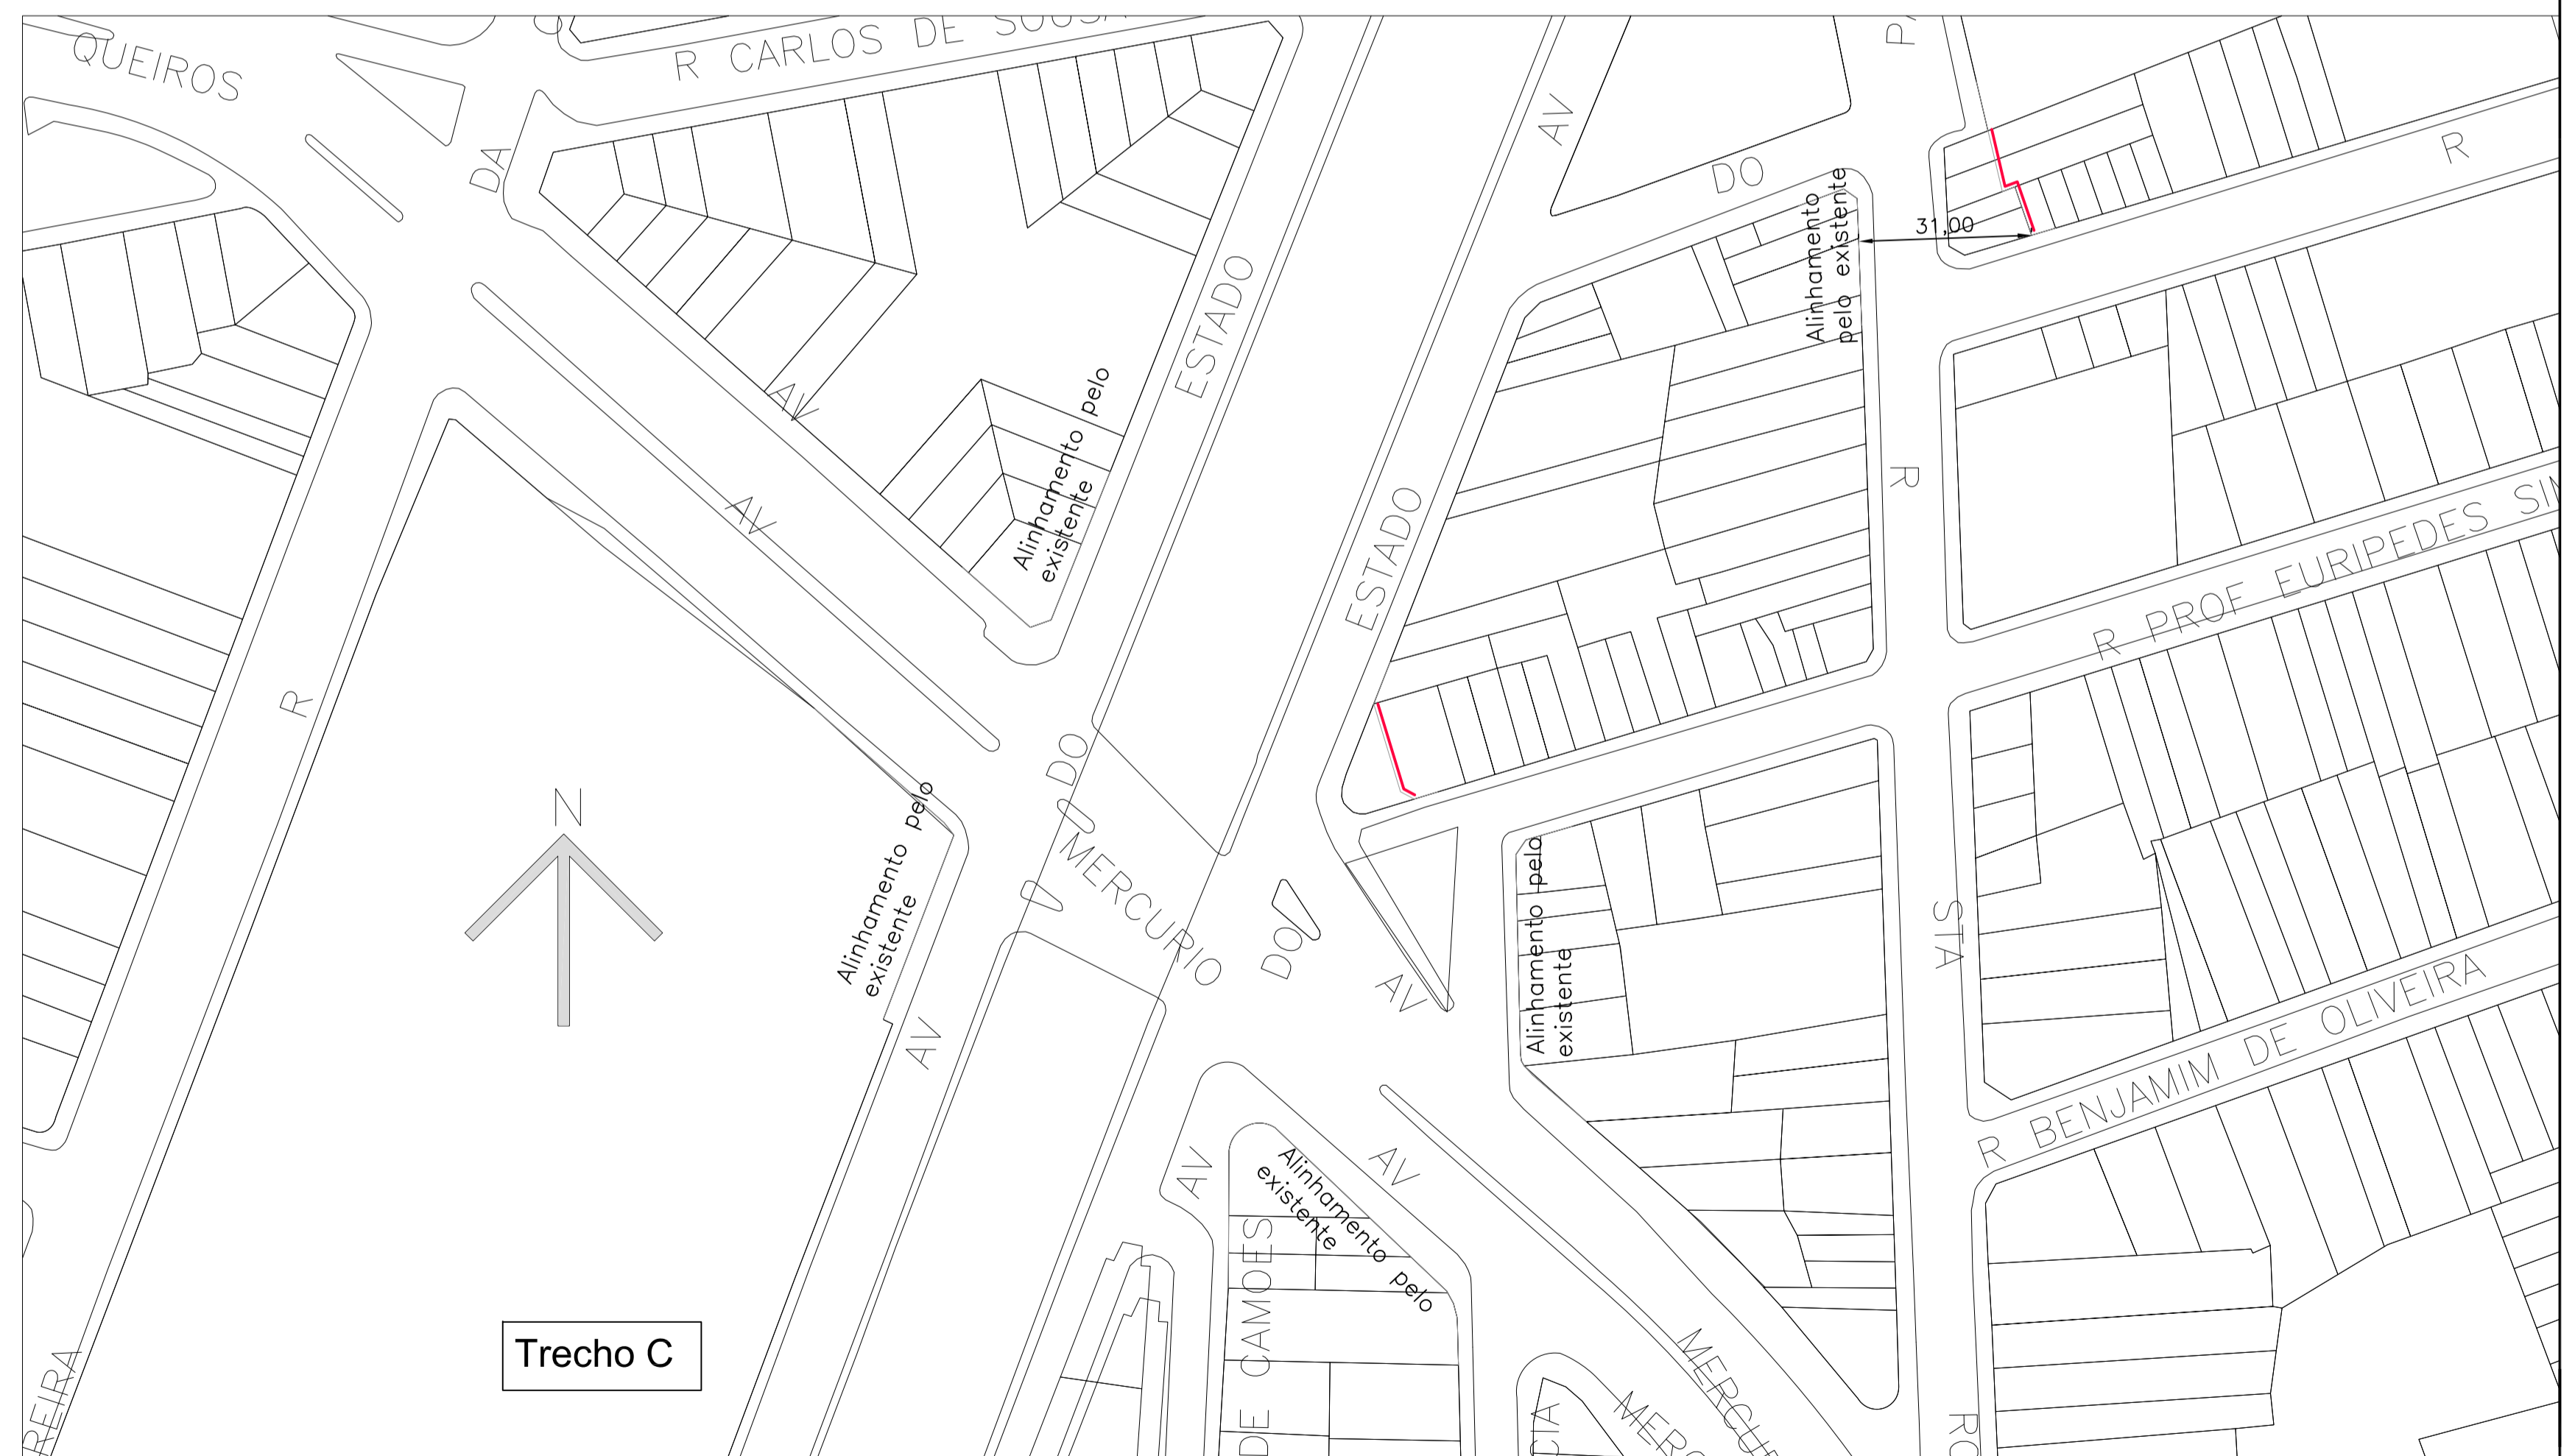 QUEIROS
R CARLOS DE SOUSA
DA
AV
DO
R
Alinhamento
pelo existente
31,00
ESTADO
AV
Alinhamento pelo
existente
AV
ESTADO
R
R PROF EURIPEDES
R
DO
MERCURIO
N
Alinhamento pelo
existente
AV
DO
AV
Alinhamento pelo
existente
STA
R BENJAMIM DE OLIVEIRA
AV
AV
Alinhamento pelo
existente
DE CAMOES
Trecho C
REIRA